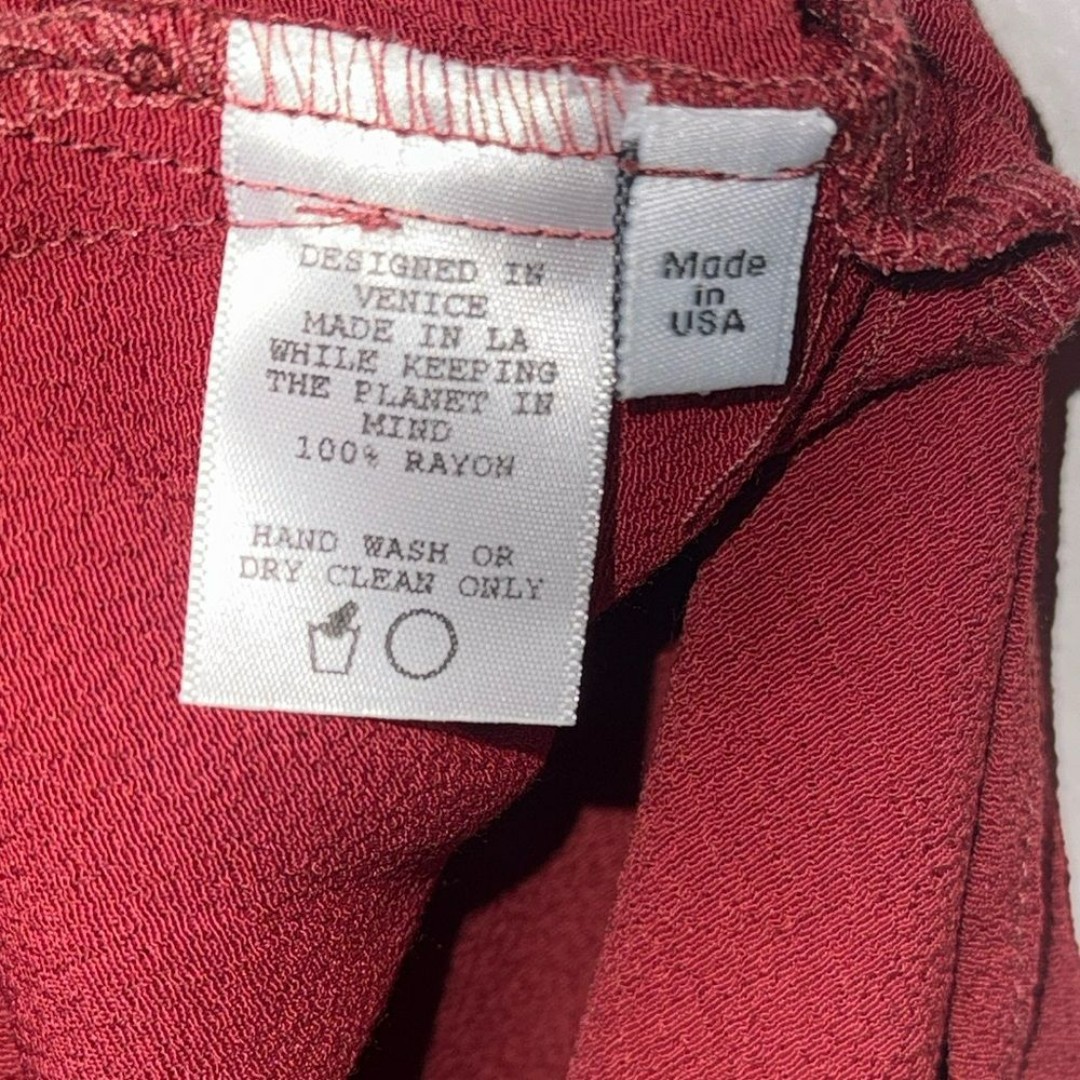 DESIGNED IN
VENICE
MADE IN LA
WHILE KEEPING
THE PLANET IN
MIND
100% RAYON
HAND WASH OR
DRY CLEAN ONLY
Made
in
USA